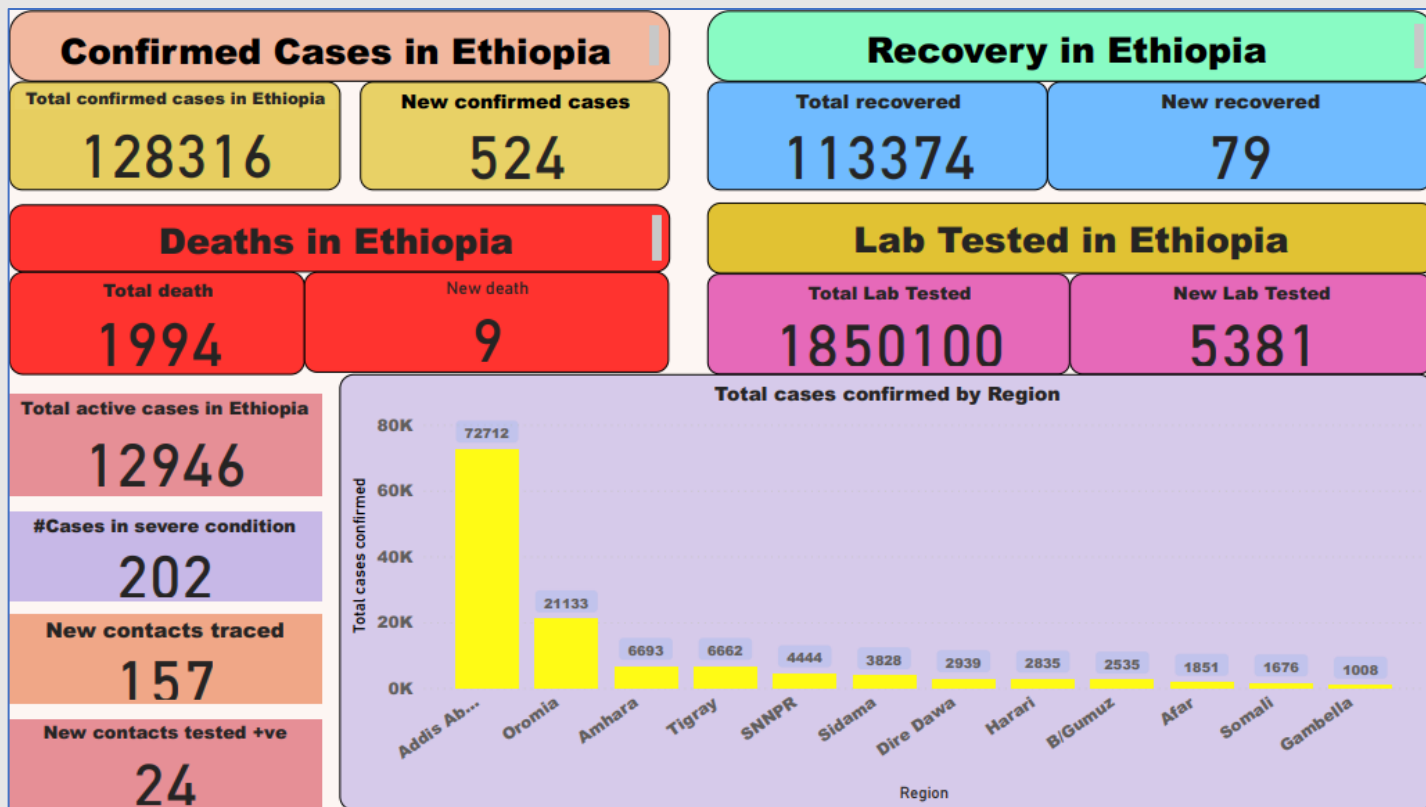 Confirmed Cases in Ethiopia
Total confirmed cases in Ethiopia
128316
New confirmed cases
524
Recovery in Ethiopia
Total recovered
113374
New recovered
79
Deaths in Ethiopia
Total death
1994
New death
9
Lab Tested in Ethiopia
Total Lab Tested
1850100
New Lab Tested
5381
Total active cases in Ethiopia
12946
#Cases in severe condition
202
New contacts traced
157
New contacts tested +ve
24
Total cases confirmed by Region
Total cases confirmed
80K
60K
40K
20K
0K
72712
21133
6693
6662
4444
3828
2939
2835
2535
1851
1676
1008
Addis Ab...
Oromia
Amhara
Tigray
SNNPR
Sidama
Dire Dawa
Harari
B/Gumuz
Afar
Somali
Gambella
Region